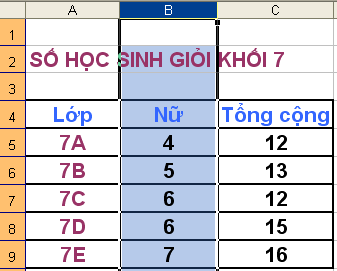 A B C
1
2 SỐ HỌC SINH GIỎI KHỐI 7
3
4 Lớp Nữ Tổng cộng
5 7A 4 12
6 7B 5 13
7 7C 6 12
8 7D 6 15
9 7E 7 16